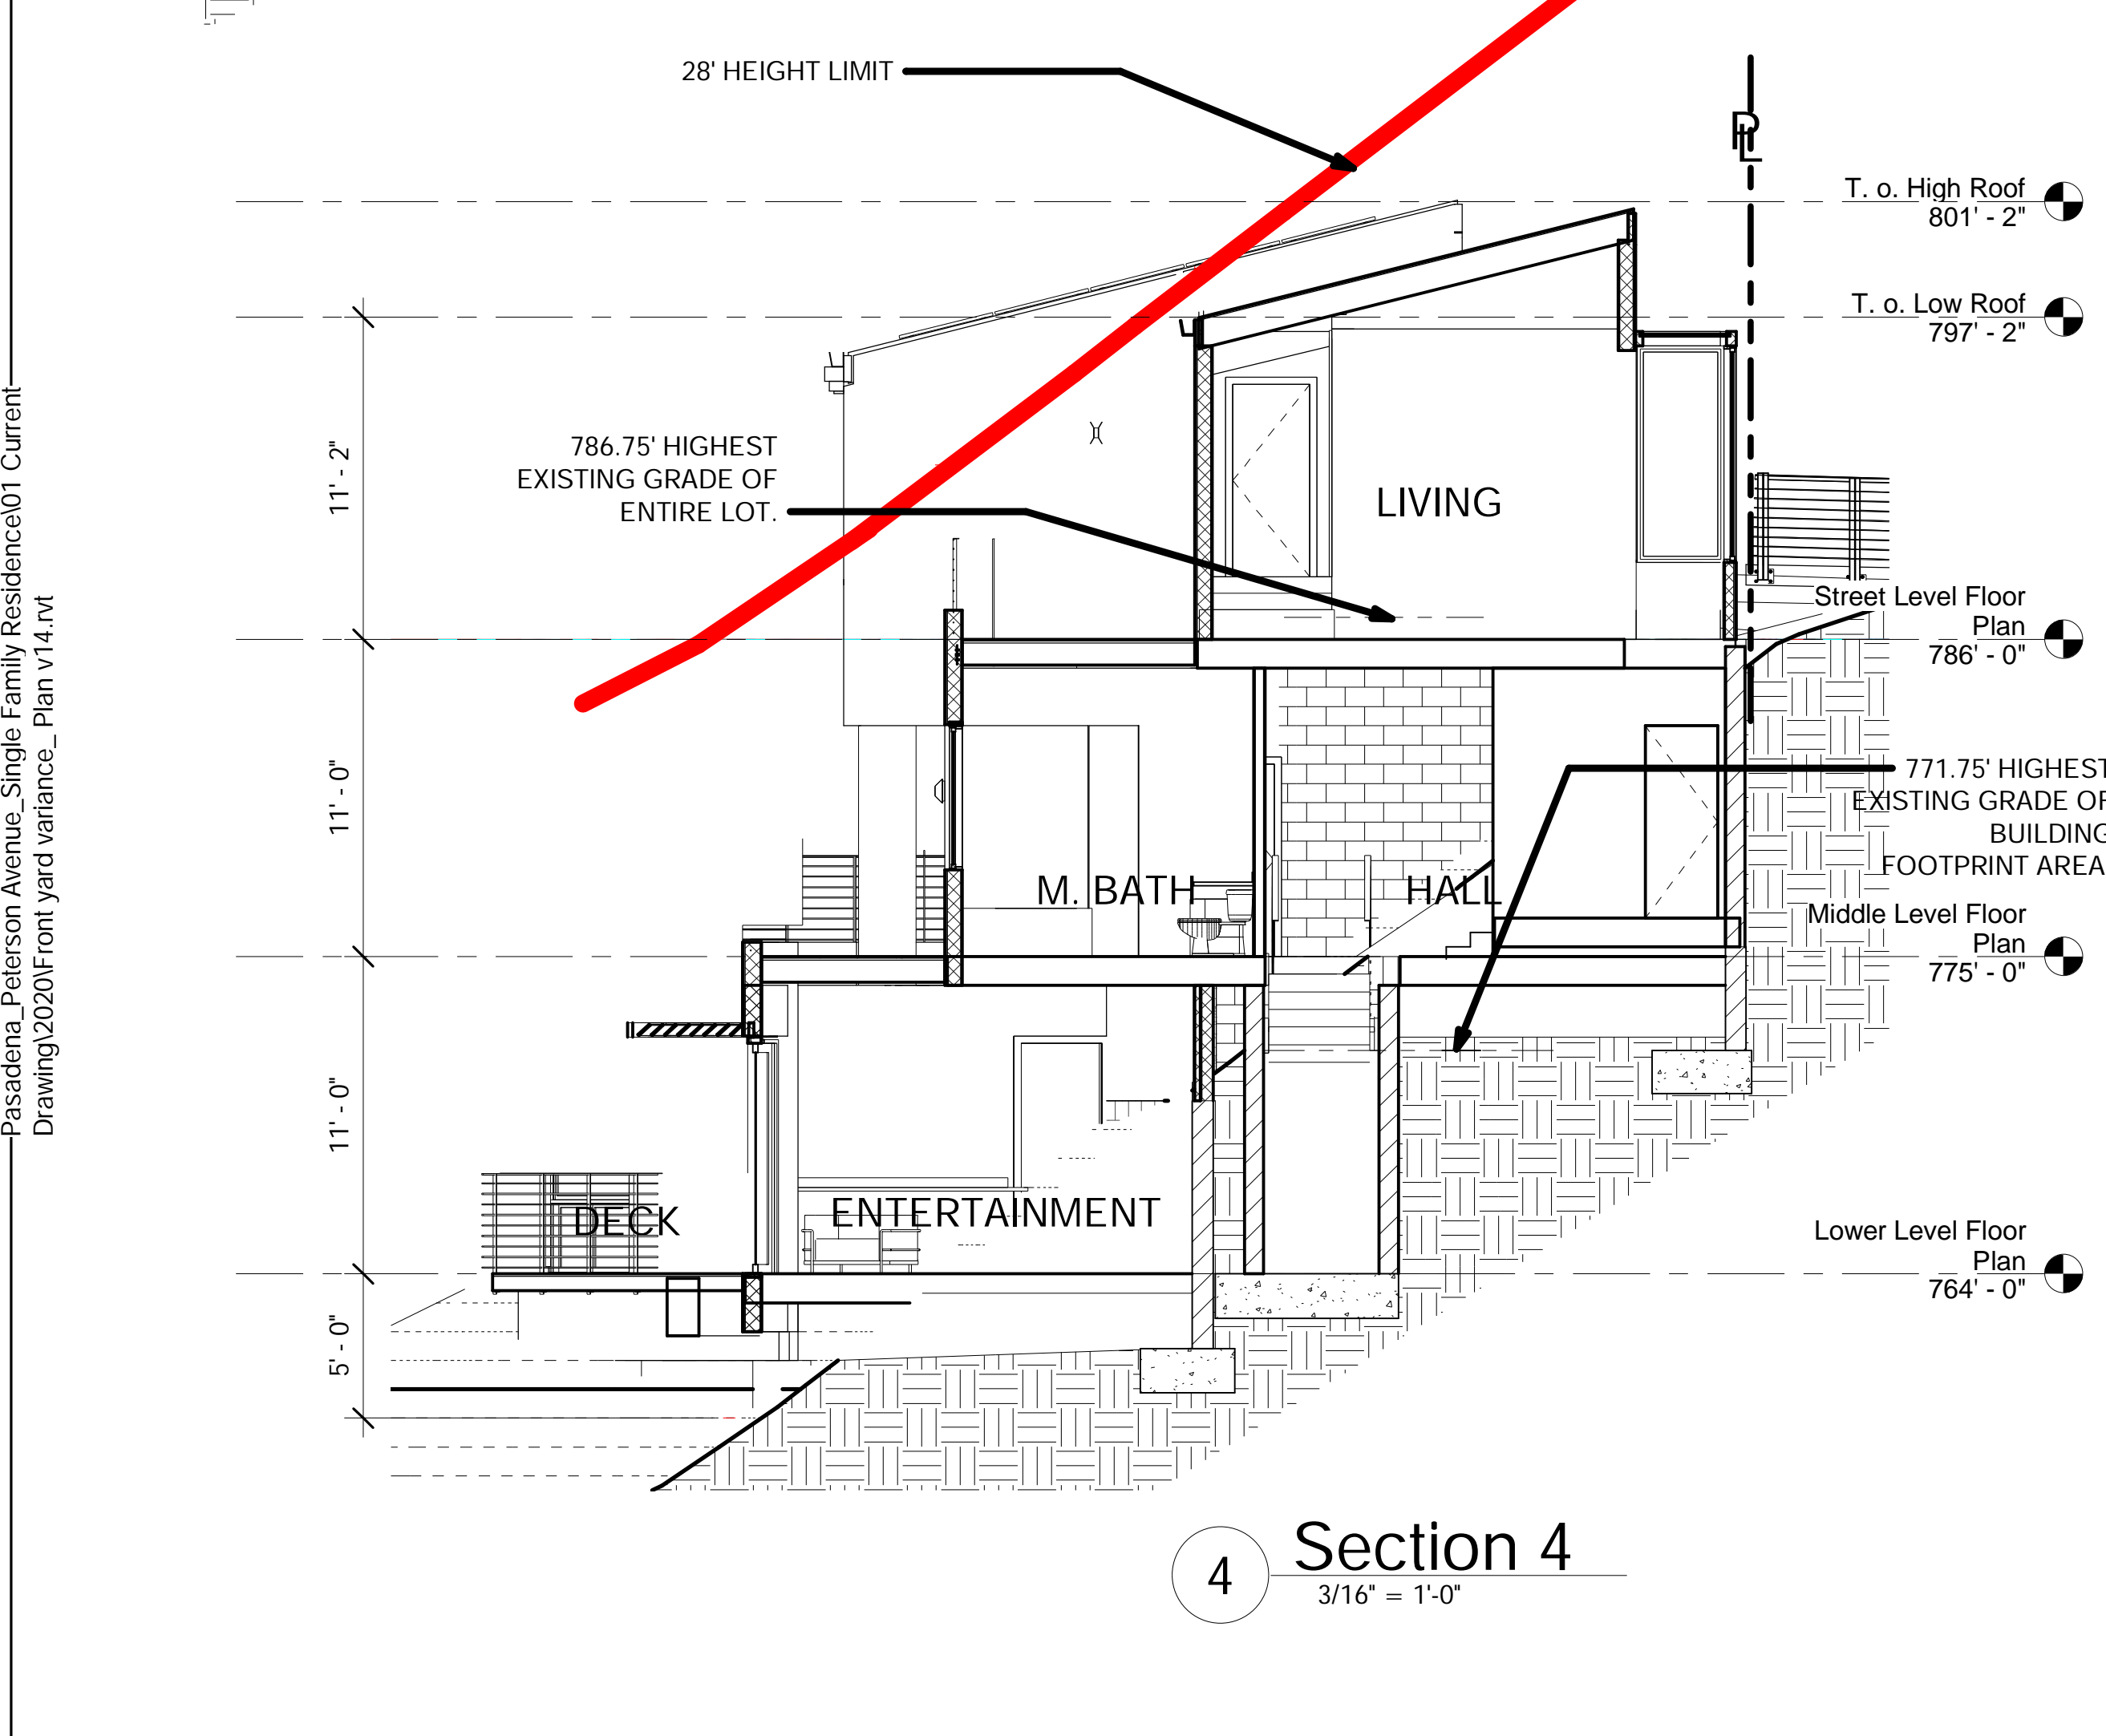 Pasadena_Peterson Avenue_Single Family Residence\01 Current
Drawing\2020\Front yard variance_ Plan v14.rvt
28' HEIGHT LIMIT
PL
T. o. High Roof
801' - 2"
T. o. Low Roof
797' - 2"
11' - 2"
786.75' HIGHEST
EXISTING GRADE OF
ENTIRE LOT.
LIVING
Street Level Floor
Plan
786' - 0"
11' - 0"
771.75' HIGHEST
EXISTING GRADE OF
BUILDING
FOOTPRINT AREA
M. BATH
HALL
Middle Level Floor
Plan
775' - 0"
11' - 0"
DECK
ENTERTAINMENT
Lower Level Floor
Plan
764' - 0"
5' - 0"
4
Section 4
3/16" = 1'-0"